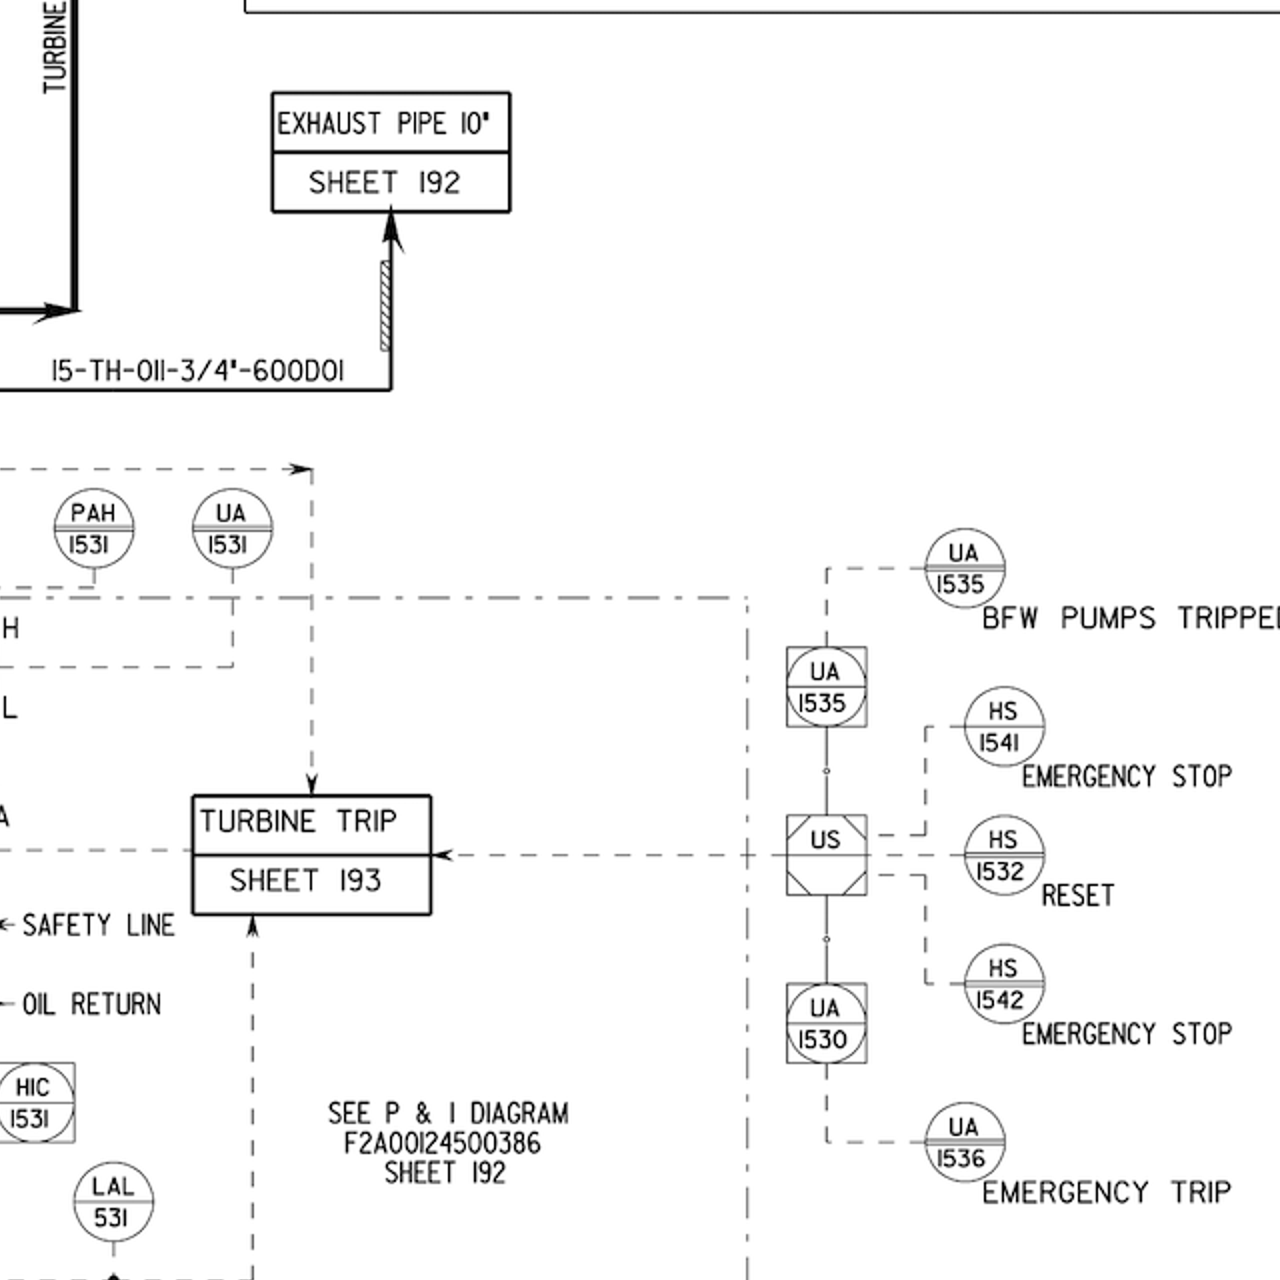 TURBINE
EXHAUST PIPE 10"
SHEET 192
15-TH-011-3/4"-600D01
PAH
1531
UA
1531
UA
1535
BFW PUMPS TRIPPED
H
UA
1535
L
HS
1541
EMERGENCY STOP
A
TURBINE TRIP
SHEET 193
US
HS
1532
RESET
SAFETY LINE
OIL RETURN
HS
1542
EMERGENCY STOP
UA
1530
HIC
1531
SEE P & I DIAGRAM
F2A00124500386
SHEET 192
UA
1536
EMERGENCY TRIP
LAL
531